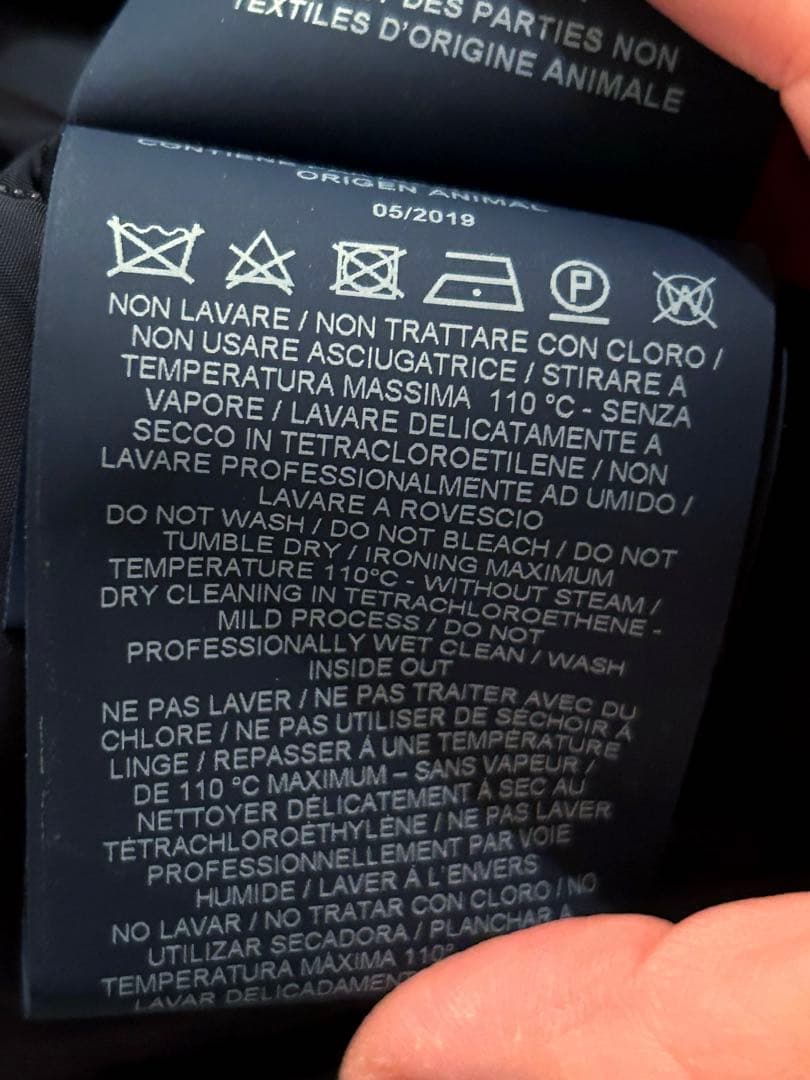 DES PARTIES NON
TEXTILES D'ORIGINE ANIMALE
CONTIENE
ORIGEN ANIMAL
05/2019
P W
NON LAVARE / NON TRATTARE CON CLORO /
NON USARE ASCIUGATRICE / STIRARE A
TEMPERATURA MASSIMA 110 °C - SENZA
VAPORE / LAVARE DELICATAMENTE A
SECCO IN TETRACLOROETILENE / NON
LAVARE PROFESSIONALMENTE AD UMIDO /
LAVARE A ROVESCIO
DO NOT WASH / DO NOT BLEACH / DO NOT
TUMBLE DRY / IRONING MAXIMUM
TEMPERATURE 110°C - WITHOUT STEAM /
DRY CLEANING IN TETRACHLOROETHENE -
MILD PROCESS / DO NOT
PROFESSIONALLY WET CLEAN / WASH
INSIDE OUT
NE PAS LAVER / NE PAS TRAITER AVEC DU
CHLORE / NE PAS UTILISER DE SÉCHOIR À
LINGE / REPASSER À UNE TEMPÉRATURE
DE 110 °C MAXIMUM – SANS VAPEUR /
NETTOYER DÉLICATEMENT À SEC AU
TÉTRACHLOROÉTHYLÈNE / NE PAS LAVER
PROFESSIONNELLEMENT PAR VOIE
HUMIDE / LAVER À L'ENVERS
NO LAVAR / NO TRATAR CON CLORO / NO
UTILIZAR SECADORA / PLANCHAR A
TEMPERATURA MÁXIMA 110°
LAVAR